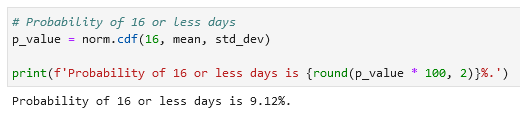 # Probability of 16 or less days
p_value = norm.cdf(16, mean, std_dev)
print(f'Probability of 16 or less days is {round(p_value * 100, 2)}%.')
Probability of 16 or less days is 9.12%.